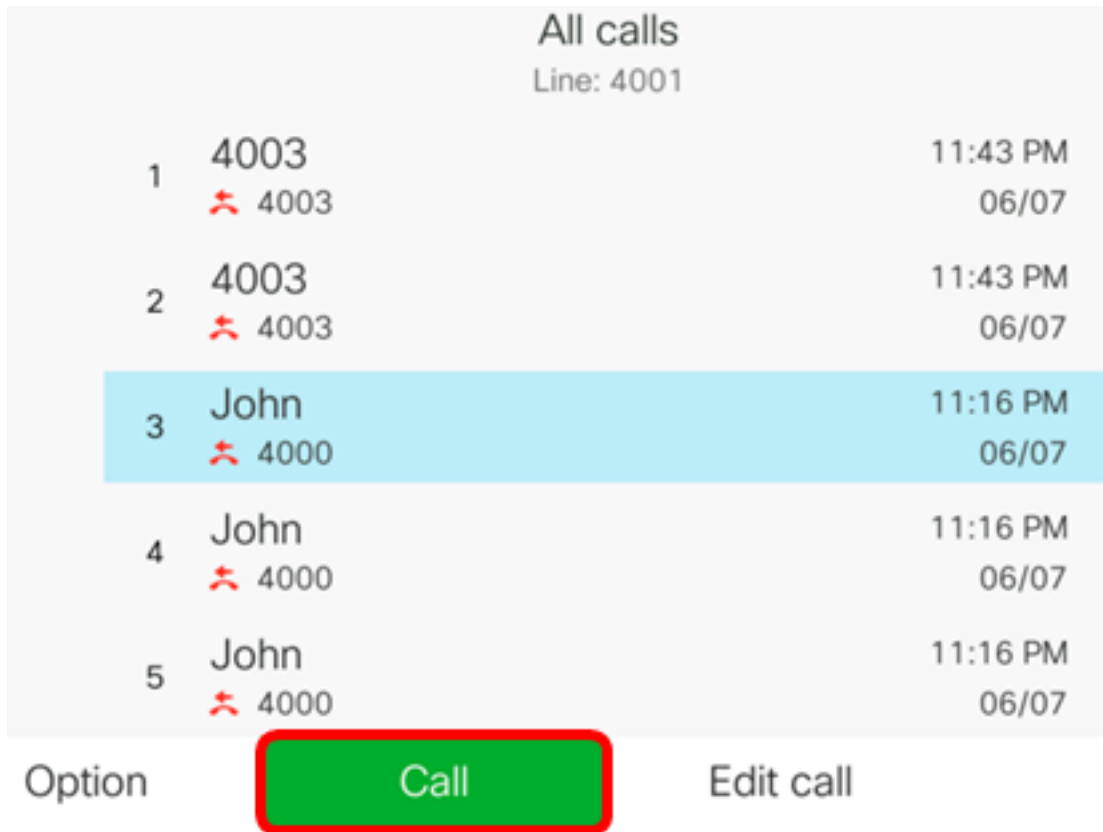 All calls
Line: 4001
1 4003 11:43 PM
4003 06/07
2 4003 11:43 PM
4003 06/07
3 John 11:16 PM
4000 06/07
4 John 11:16 PM
4000 06/07
5 John 11:16 PM
4000 06/07
Option Call Edit call